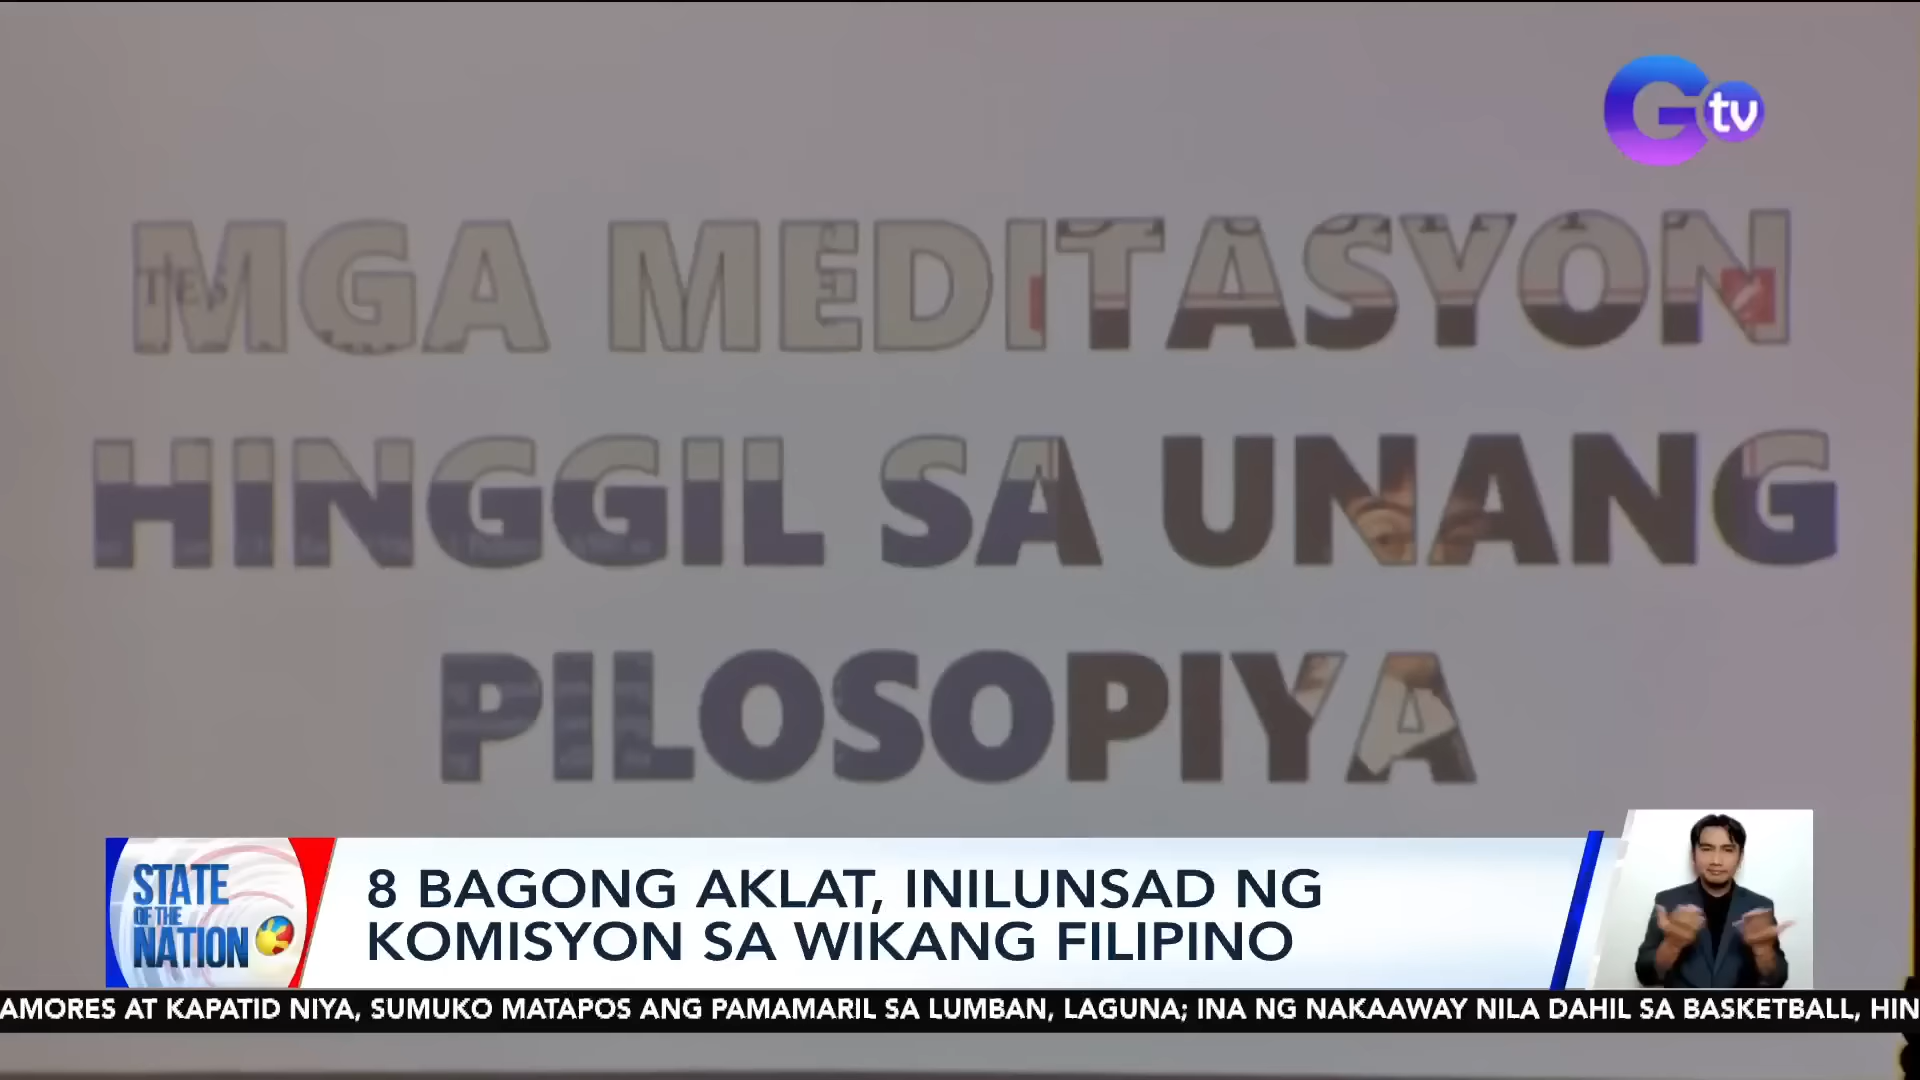 Gtv
MGA MEDITASYON
HINGGIL SA UNANG
PILOSOPIYA
STATE
OF THE
NATION
8 BAGONG AKLAT, INILUNSAD NG
KOMISYON SA WIKANG FILIPINO
AMORES AT KAPATID NIYA, SUMUKO MATAPOS ANG PAMAMARIL SA LUMBAN, LAGUNA; INA NG NAKAAWAY NILA DAHIL SA BASKETBALL, HIN